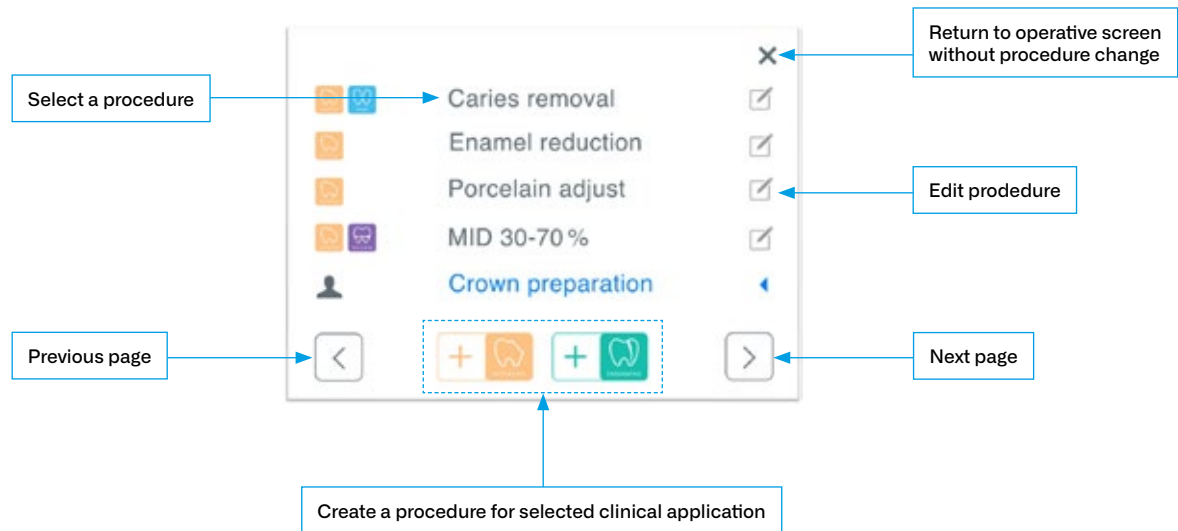 Return to operative screen
without procedure change
Select a procedure
Caries removal
Enamel reduction
Porcelain adjust
Edit prodedure
MID 30-70 %
Crown preparation
Previous page
Next page
Create a procedure for selected clinical application